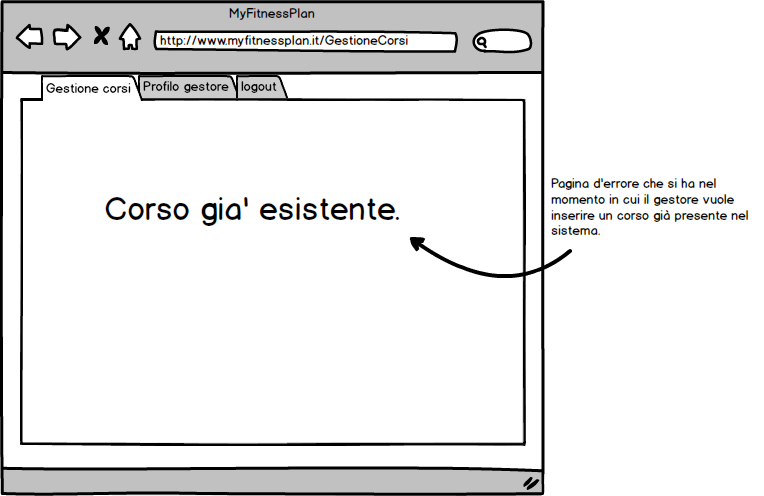 MyFitnessPlan
http://www.myfitnessplan.it/GestioneCorsi
Gestione corsi
Profilo gestore
logout
Corso gia' esistente.
Pagina d'errore che si ha nel
momento in cui il gestore vuole
inserire un corso già presente nel
sistema.